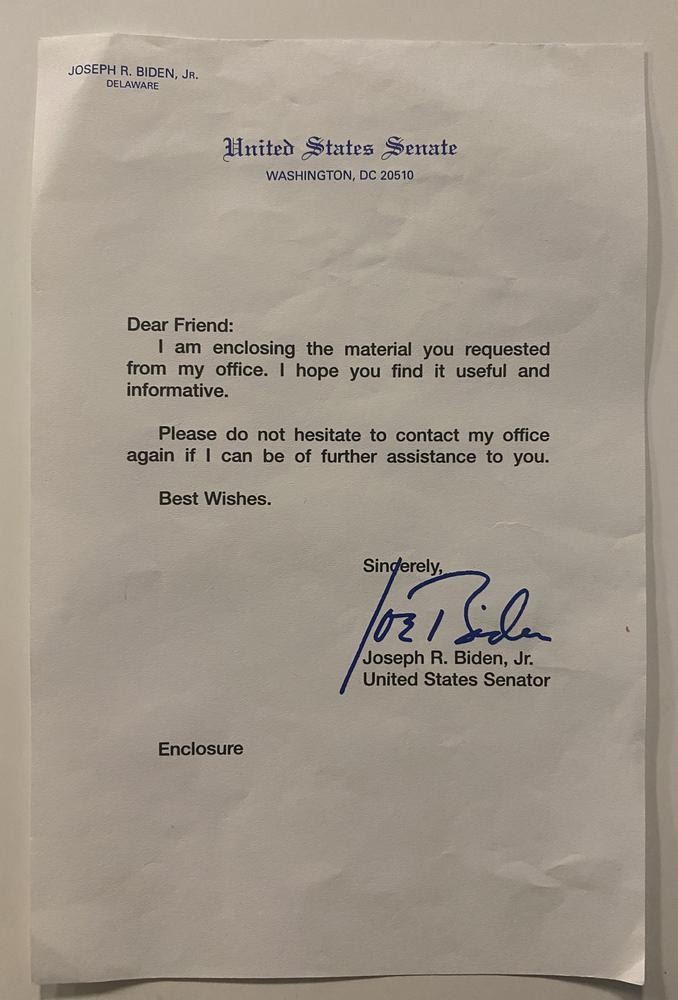 JOSEPH R. BIDEN, JR.
DELAWARE
United States Senate
WASHINGTON, DC 20510
Dear Friend:
I am enclosing the material you requested
from my office. I hope you find it useful and
informative.
Please do not hesitate to contact my office
again if I can be of further assistance to you.
Best Wishes.
Sincerely,
Joe Biden
Joseph R. Biden, Jr.
United States Senator
Enclosure